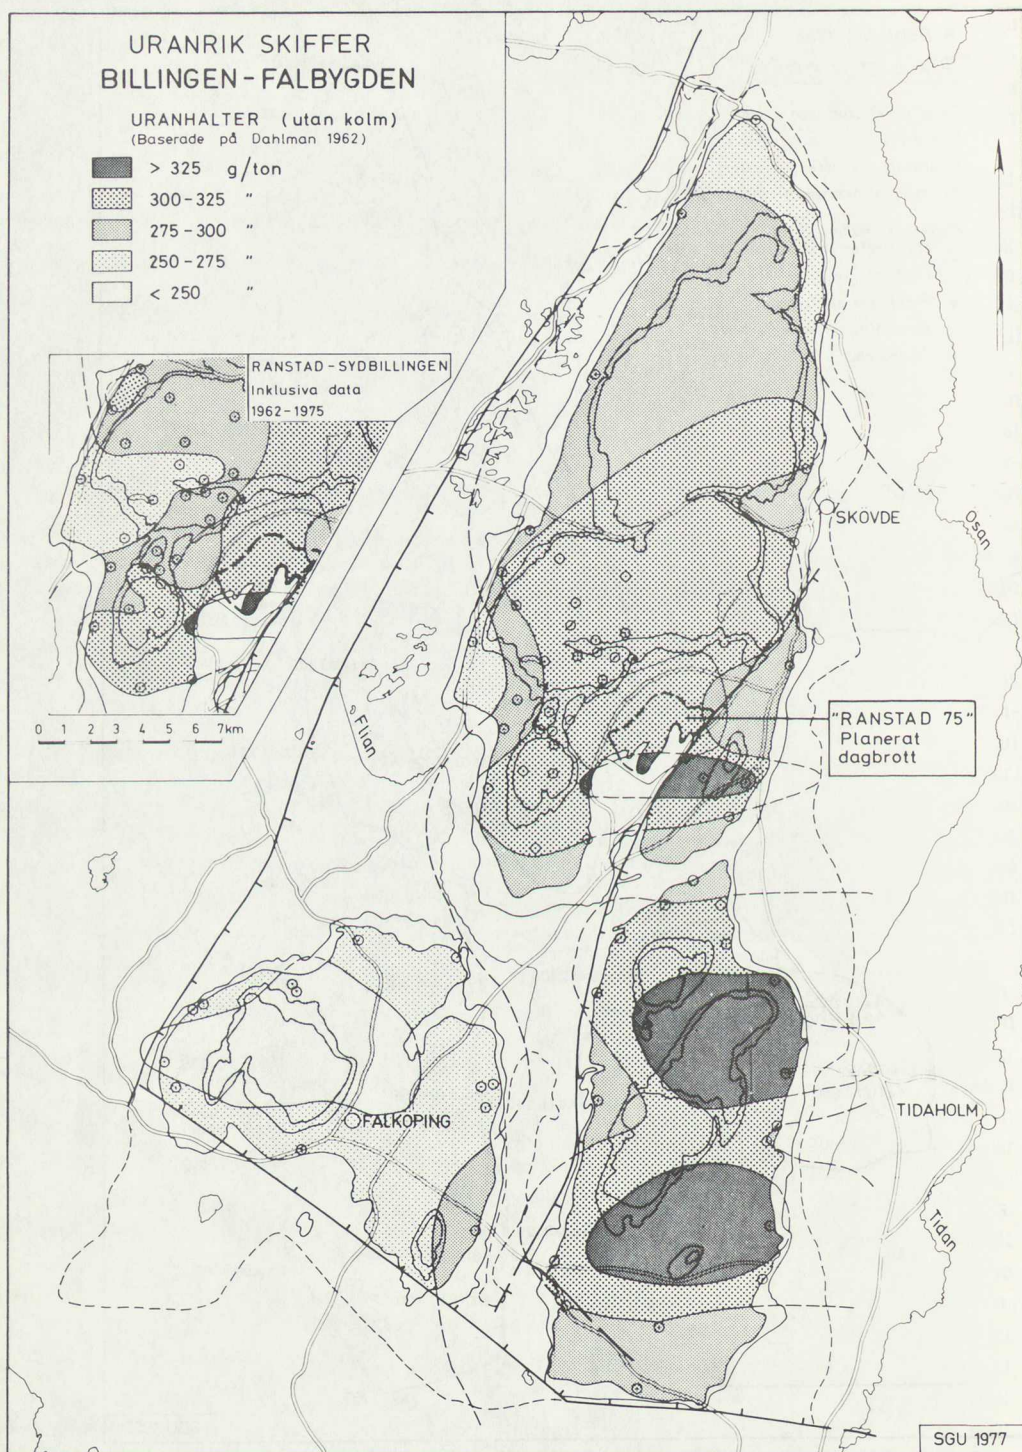 URANRIK SKIFFER
BILLINGEN-FALBYGDEN
URANHALTER (utan kolm)
(Baserade på Dahlman 1962)
> 325 g/ton
300-325 "
275-300 "
250-275 "
< 250 "
RANSTAD-SYDBILLINGEN
Inklusiva data
1962-1975
0 1 2 3 4 5 6 7km
Flian
SKÖVDE
Osan
"RANSTAD 75"
Planerat
dagbrott
FALKÖPING
TIDAHOLM
Tidan
SGU 1977